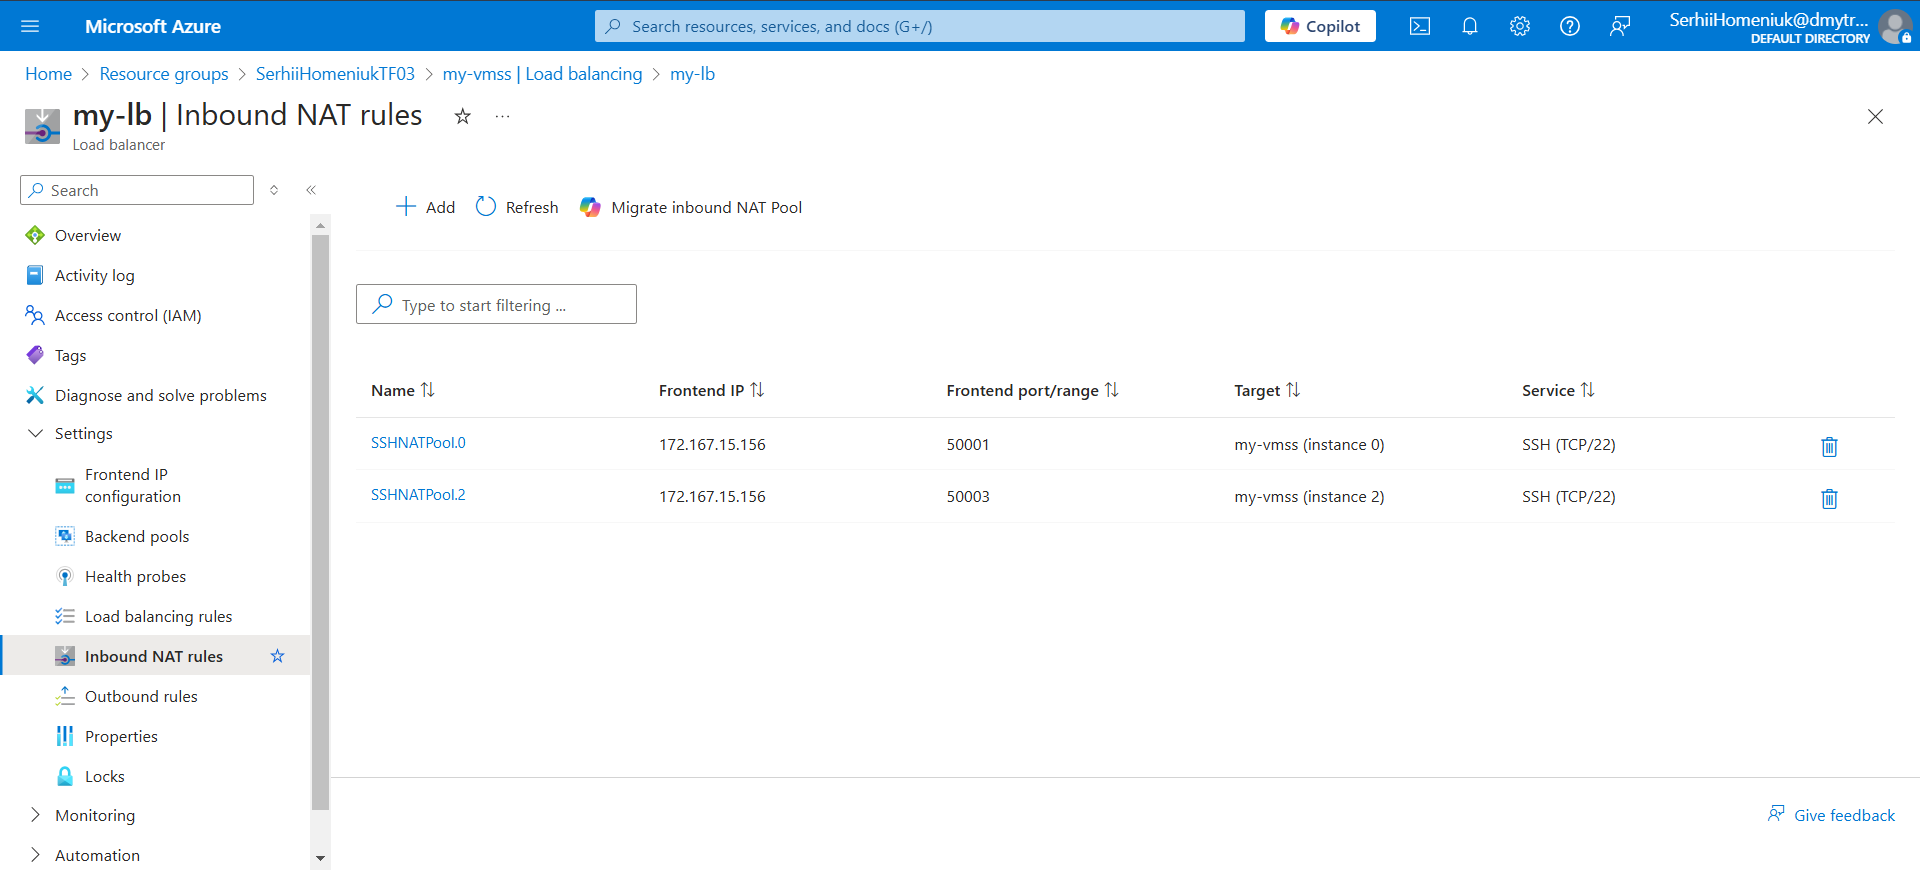 Microsoft Azure
Search resources, services, and docs (G+/)
Copilot
SerhiiHomeniuk@dmytr...
DEFAULT DIRECTORY
Home > Resource groups > SerhiiHomeniukTF03 > my-vmss | Load balancing > my-lb
my-lb | Inbound NAT rules
Load balancer
Search
Add Refresh Migrate inbound NAT Pool
Overview
Activity log
Access control (IAM)
Tags
Diagnose and solve problems
Settings
Frontend IP
configuration
Backend pools
Health probes
Load balancing rules
Inbound NAT rules
Outbound rules
Properties
Locks
Monitoring
Automation
Type to start filtering ...
Name Frontend IP Frontend port/range Target Service
SSHNATPool.0 172.167.15.156 50001 my-vmss (instance 0) SSH (TCP/22)
SSHNATPool.2 172.167.15.156 50003 my-vmss (instance 2) SSH (TCP/22)
Give feedback